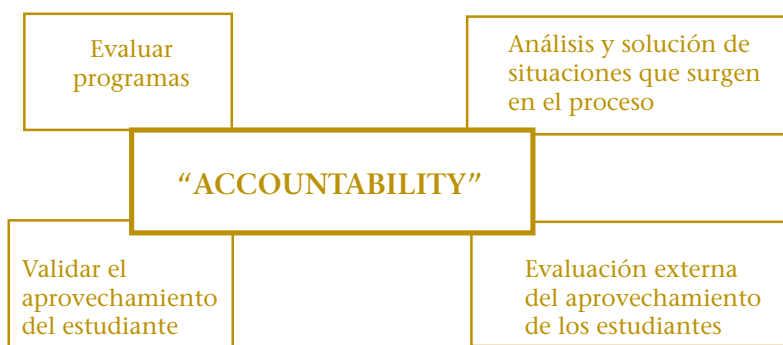 Evaluar
programas
Análisis y solución de
situaciones que surgen
en el proceso
“ACCOUNTABILITY”
Validar el
aprovechamiento
del estudiante
Evaluación externa
del aprovechamiento
de los estudiantes